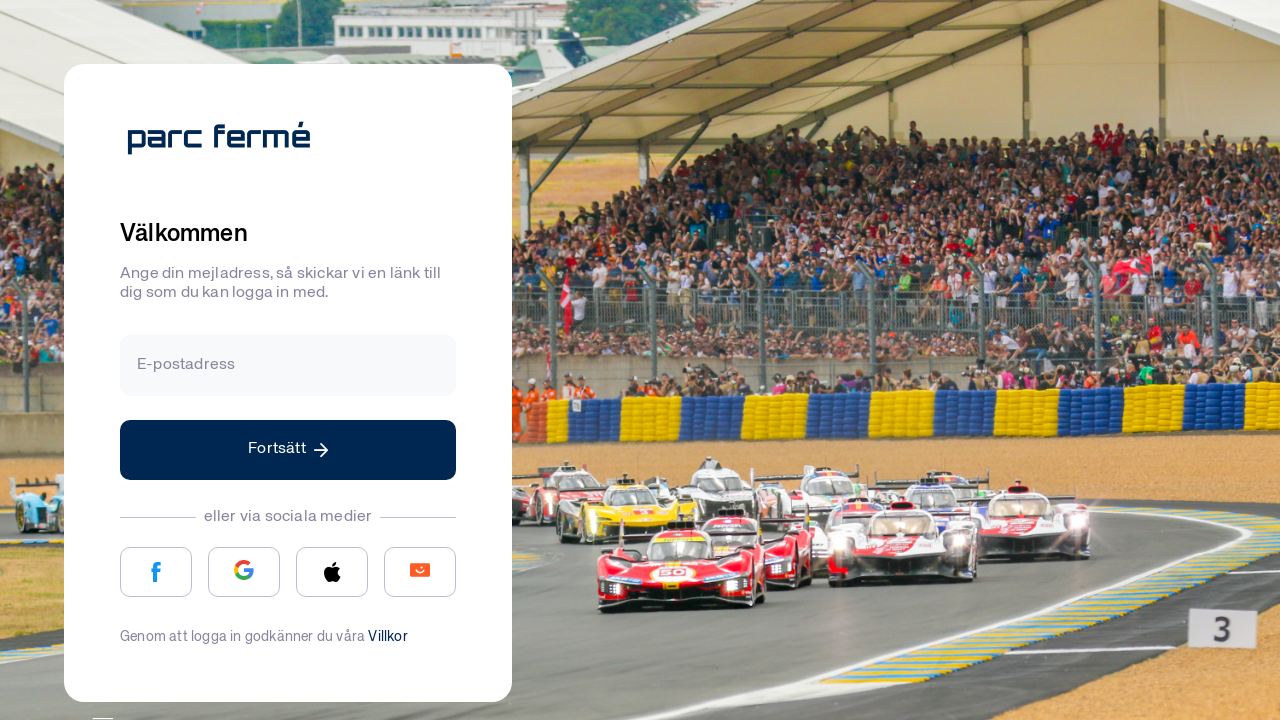 parc fermé
Välkommen
Ange din mejladress, så skickar vi en länk till
dig som du kan logga in med.
E-postadress
Fortsätt
eller via sociala medier
Genom att logga in godkänner du våra Villkor
50
3